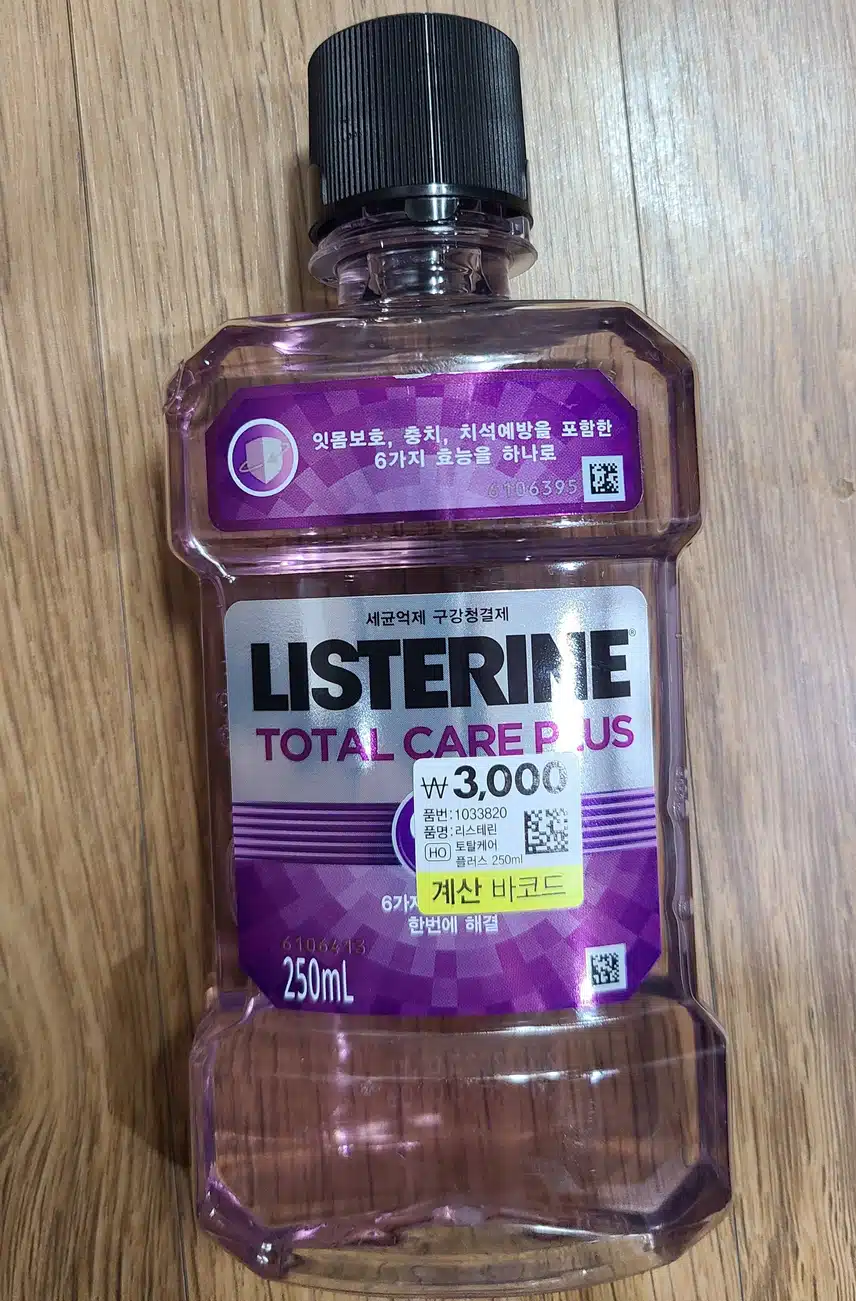 잇몸보호, 충치, 치석예방을 포함한
6가지 효능을 하나로
6106395
세균억제 구강청결제
LISTERINE®
TOTAL CARE PLUS
₩3,000
품번:1033820
품명:리스테린
HO 토탈케어
플러스 250ml
계산 바코드
한번에 해결
6106413
250mL